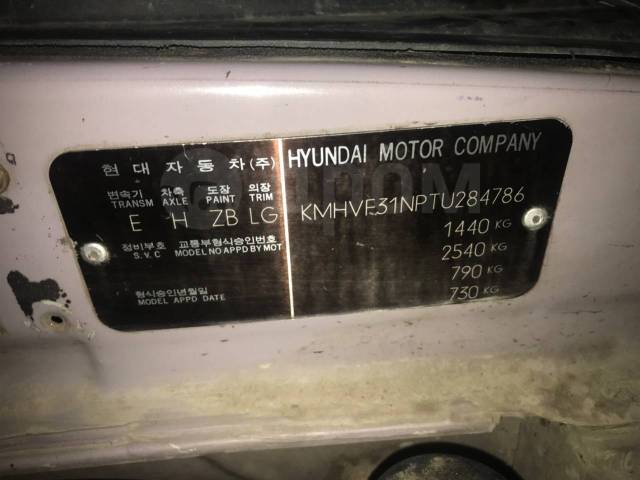 현대자동차(주) HYUNDAI MOTOR COMPANY
변속기 차축 도장 의장
TRANSM AXLE PAINT TRIM
E H ZB LG
KMHVF31NPTU284786
정비부호 교통부형식승인번호
S.V.C MODEL NO APPD BY MOT
1440 KG
2540 KG
790 KG
730 KG
형식승인년월일
MODEL APPD DATE